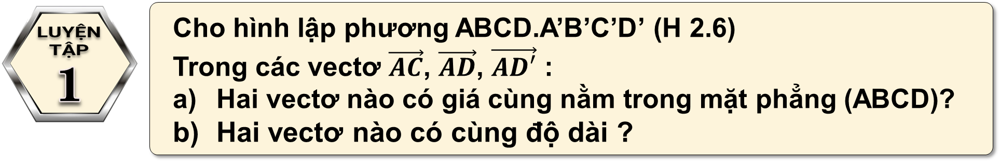 LUYỆN
TẬP
1
Cho hình lập phương ABCD.A’B’C’D’ (H 2.6)
Trong các vectơ $\overrightarrow{AC}$, $\overrightarrow{AD}$, $\overrightarrow{AD'}$ :
a) Hai vectơ nào có giá cùng nằm trong mặt phẳng (ABCD)?
b) Hai vectơ nào có cùng độ dài ?